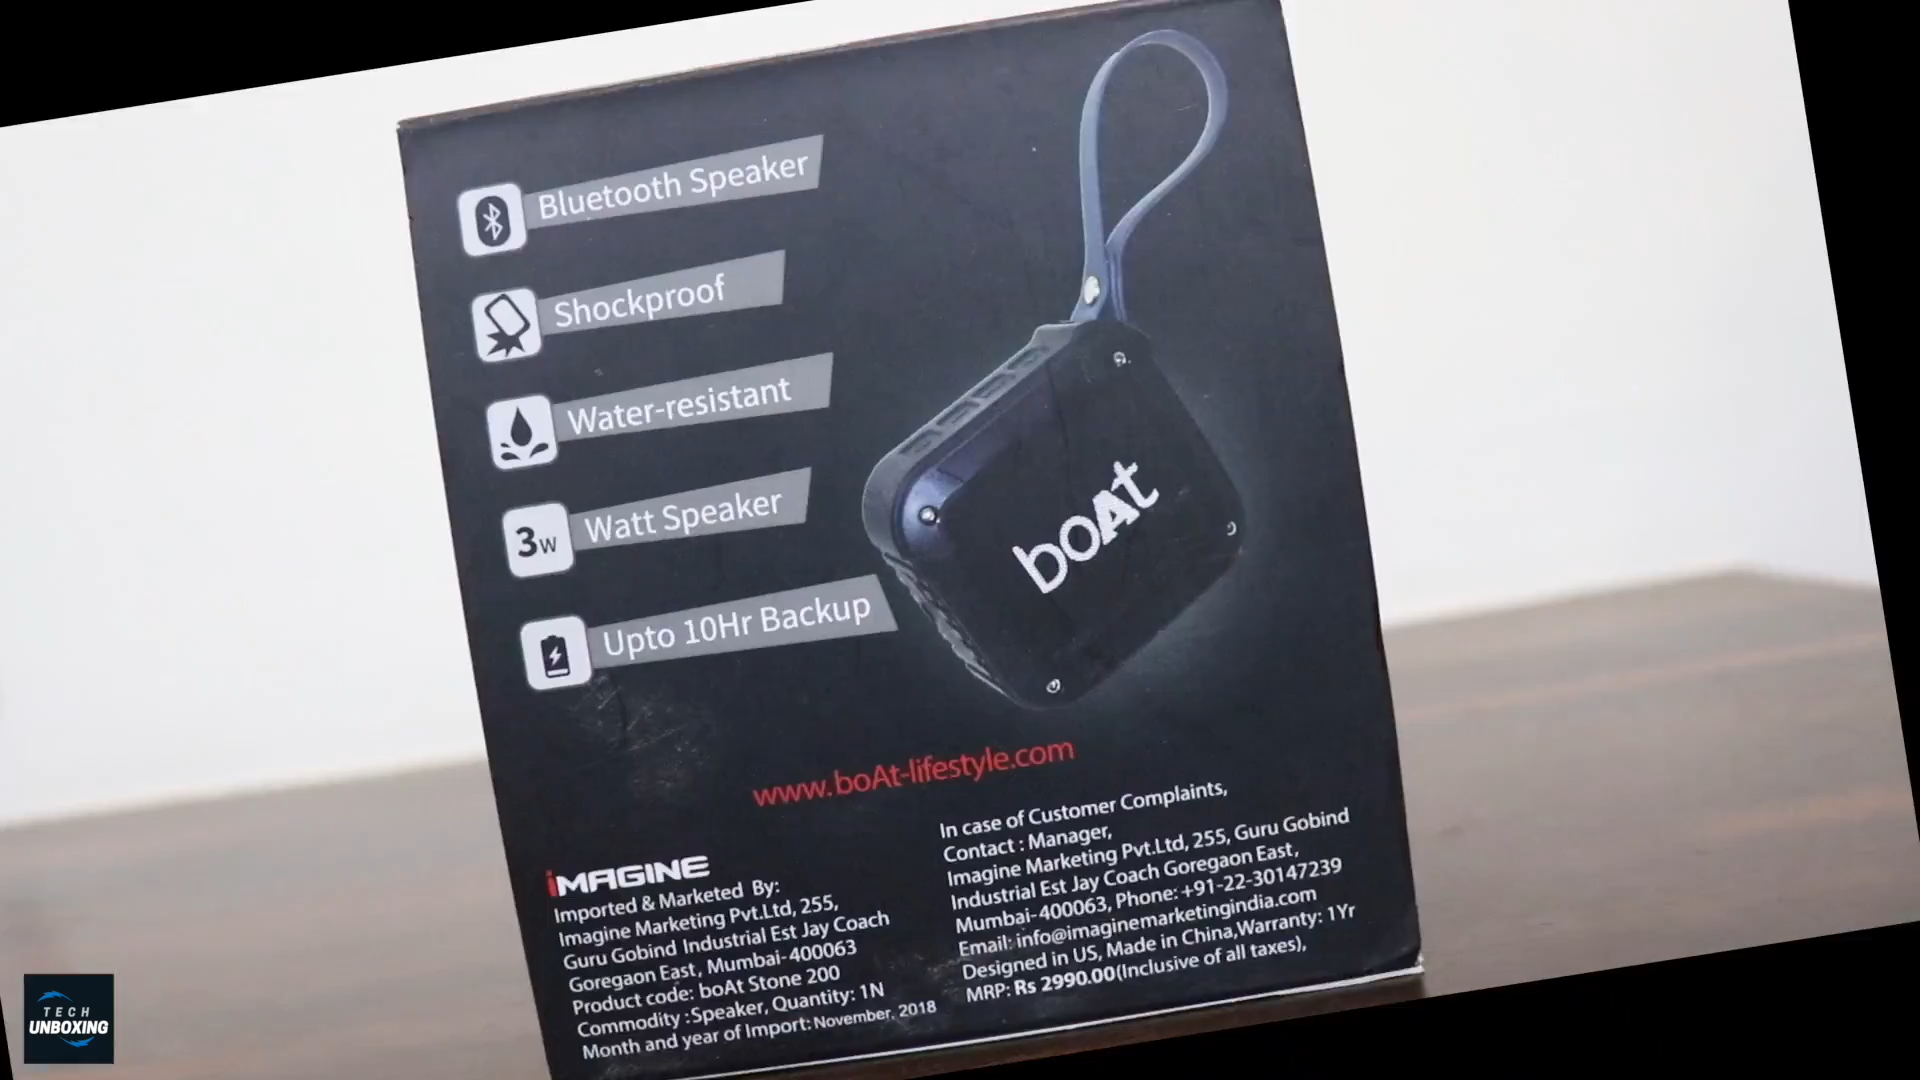 Bluetooth Speaker
Shockproof
Water-resistant
3W Watt Speaker
Upto 10Hr Backup
boAt
www.boAt-lifestyle.com
iMAGINE
Imported & Marketed By:
Imagine Marketing Pvt.Ltd, 255,
Guru Gobind Industrial Est Jay Coach
Goregaon East, Mumbai-400063
Product code: boAt Stone 200
Commodity :Speaker, Quantity: 1N
Month and year of Import: November. 2018
In case of Customer Complaints,
Contact : Manager,
Imagine Marketing Pvt.Ltd, 255, Guru Gobind
Industrial Est Jay Coach Goregaon East,
Mumbai-400063, Phone: +91-22-30147239
Email: info@imaginemarketingindia.com
Designed in US, Made in China,Warranty: 1Yr
MRP: Rs 2990.00(Inclusive of all taxes),
TECH
UNBOXING